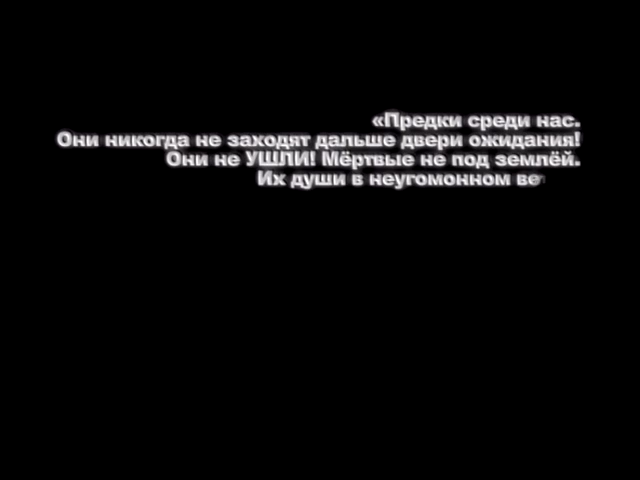 «Предки среди нас.
Они никогда не заходят дальше двери ожидания!
Они не УШЛИ! Мёртвые не под землёй.
Их души в неугомонном ве